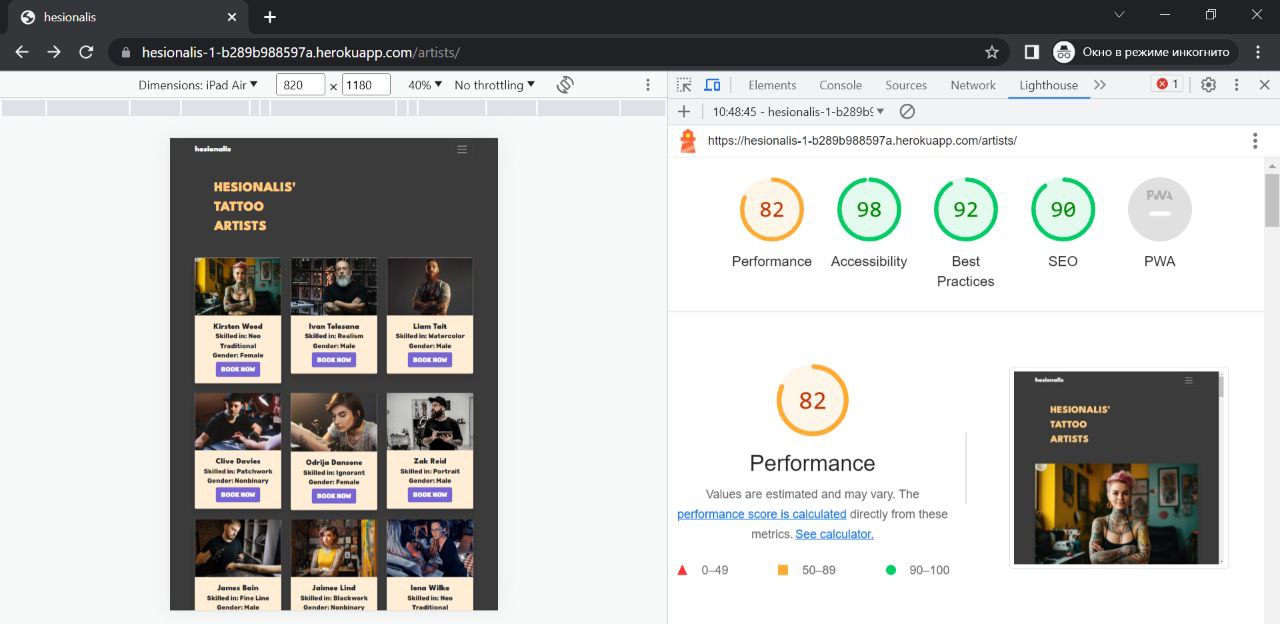 hesionalis
hesionalis-1-b289b988597a.herokuapp.com/artists/
Окно в режиме инкогнито
Dimensions: iPad Air 820 × 1180 40% No throttling
Elements Console Sources Network Lighthouse 1
10:48:45 - hesionalis-1-b289b9
https://hesionalis-1-b289b988597a.herokuapp.com/artists/
hesionalis
HESIONALIS'
TATTOO
ARTISTS
Kirsten Wood
Skilled in: Neo
Traditional
Gender: Female
BOOK NOW
Ivan Tolosana
Skilled in: Realism
Gender: Male
BOOK NOW
Liam Tait
Skilled in: Watercolor
Gender: Male
BOOK NOW
Clive Davies
Skilled in: Patchwork
Gender: Nonbinary
BOOK NOW
Odrija Dansone
Skilled in: Ignorant
Gender: Female
BOOK NOW
Zak Reid
Skilled in: Portrait
Gender: Male
BOOK NOW
James Bain
Skilled in: Fine Line
Gender: Male
Jaimee Lind
Skilled in: Blackwork
Gender: Nonbinary
Iona Wilke
Skilled in: Neo
Traditional
82
Performance
98
Accessibility
92
Best
Practices
90
SEO
PWA
PWA
82
Performance
Values are estimated and may vary. The
performance score is calculated directly from these
metrics. See calculator.
0–49
50–89
90–100
hesionalis
HESIONALIS'
TATTOO
ARTISTS